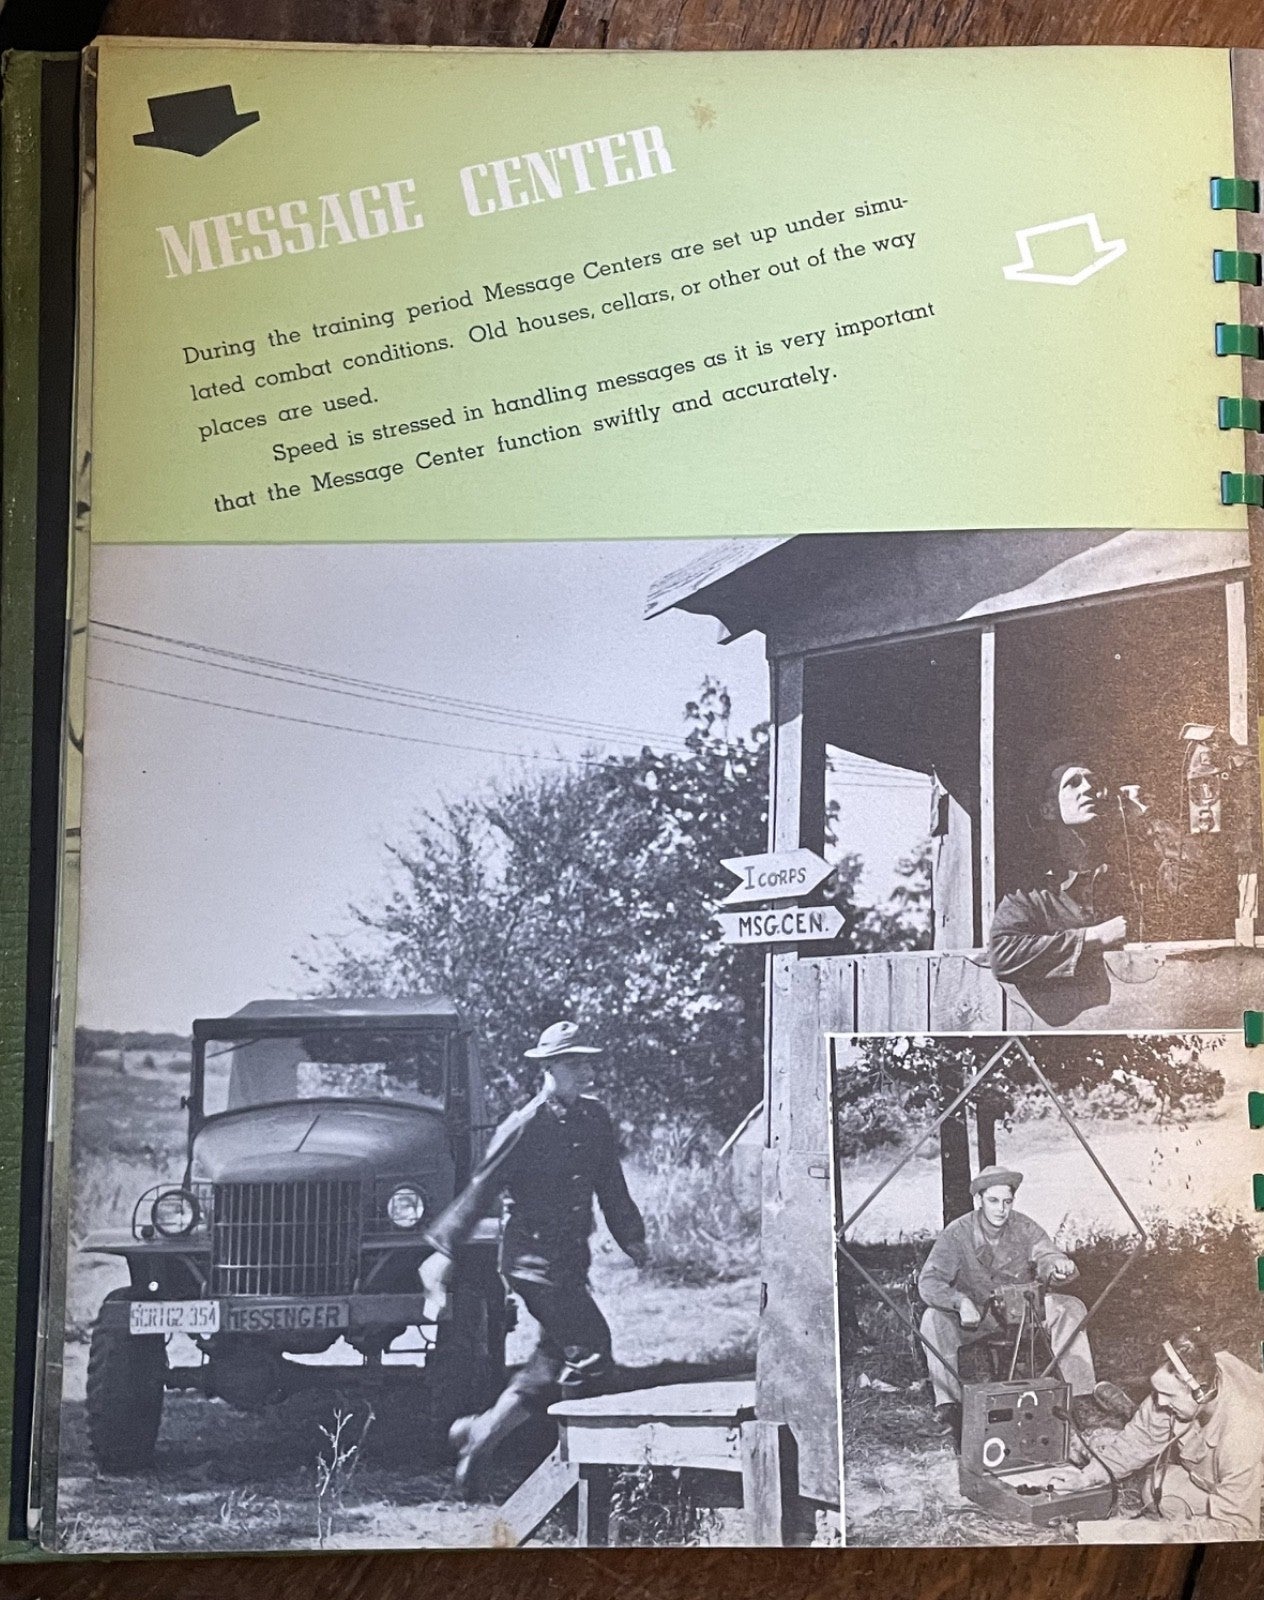 MESSAGE CENTER
During the training period Message Centers are set up under simu-
lated combat conditions. Old houses, cellars, or other out of the way
places are used.
Speed is stressed in handling messages as it is very important
that the Message Center function swiftly and accurately.
I CORPS
MSG.CEN.
MESSENGER